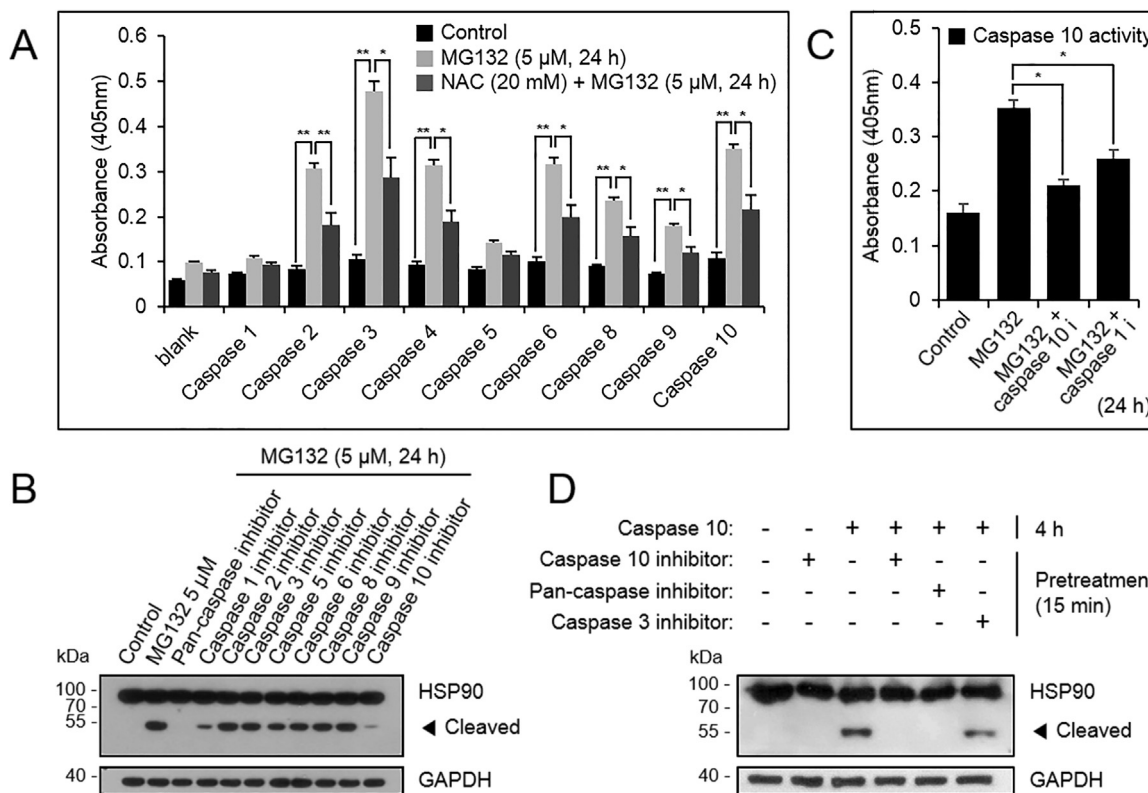 A
Absorbance (405nm)
0.6
0.5
0.4
0.3
0.2
0.1
0
Control
MG132 (5 µM, 24 h)
NAC (20 mM) + MG132 (5 µM, 24 h)
** *
** **
** *
** *
** *
** *
** *
** *
blank
Caspase 1
Caspase 2
Caspase 3
Caspase 4
Caspase 5
Caspase 6
Caspase 8
Caspase 9
Caspase 10
C
Absorbance (405nm)
0.5
0.4
0.3
0.2
0.1
0
Caspase 10 activity
*
*
Control
MG132
MG132 +
caspase 10 i
MG132 +
caspase 1 i
(24 h)
B
MG132 (5 µM, 24 h)
Control
MG132 5 µM
Pan-caspase inhibitor
Caspase 1 inhibitor
Caspase 2 inhibitor
Caspase 3 inhibitor
Caspase 5 inhibitor
Caspase 6 inhibitor
Caspase 8 inhibitor
Caspase 9 inhibitor
Caspase 10 inhibitor
kDa
100 -
70 -
55 -
HSP90
◄ Cleaved
40 -
GAPDH
D
Caspase 10: - - + + + + 4 h
Caspase 10 inhibitor: - + - + - -
Pan-caspase inhibitor: - - - - + -
Caspase 3 inhibitor: - - - - - +
Pretreatment
(15 min)
kDa
100 -
70 -
55 -
HSP90
◄ Cleaved
40 -
GAPDH